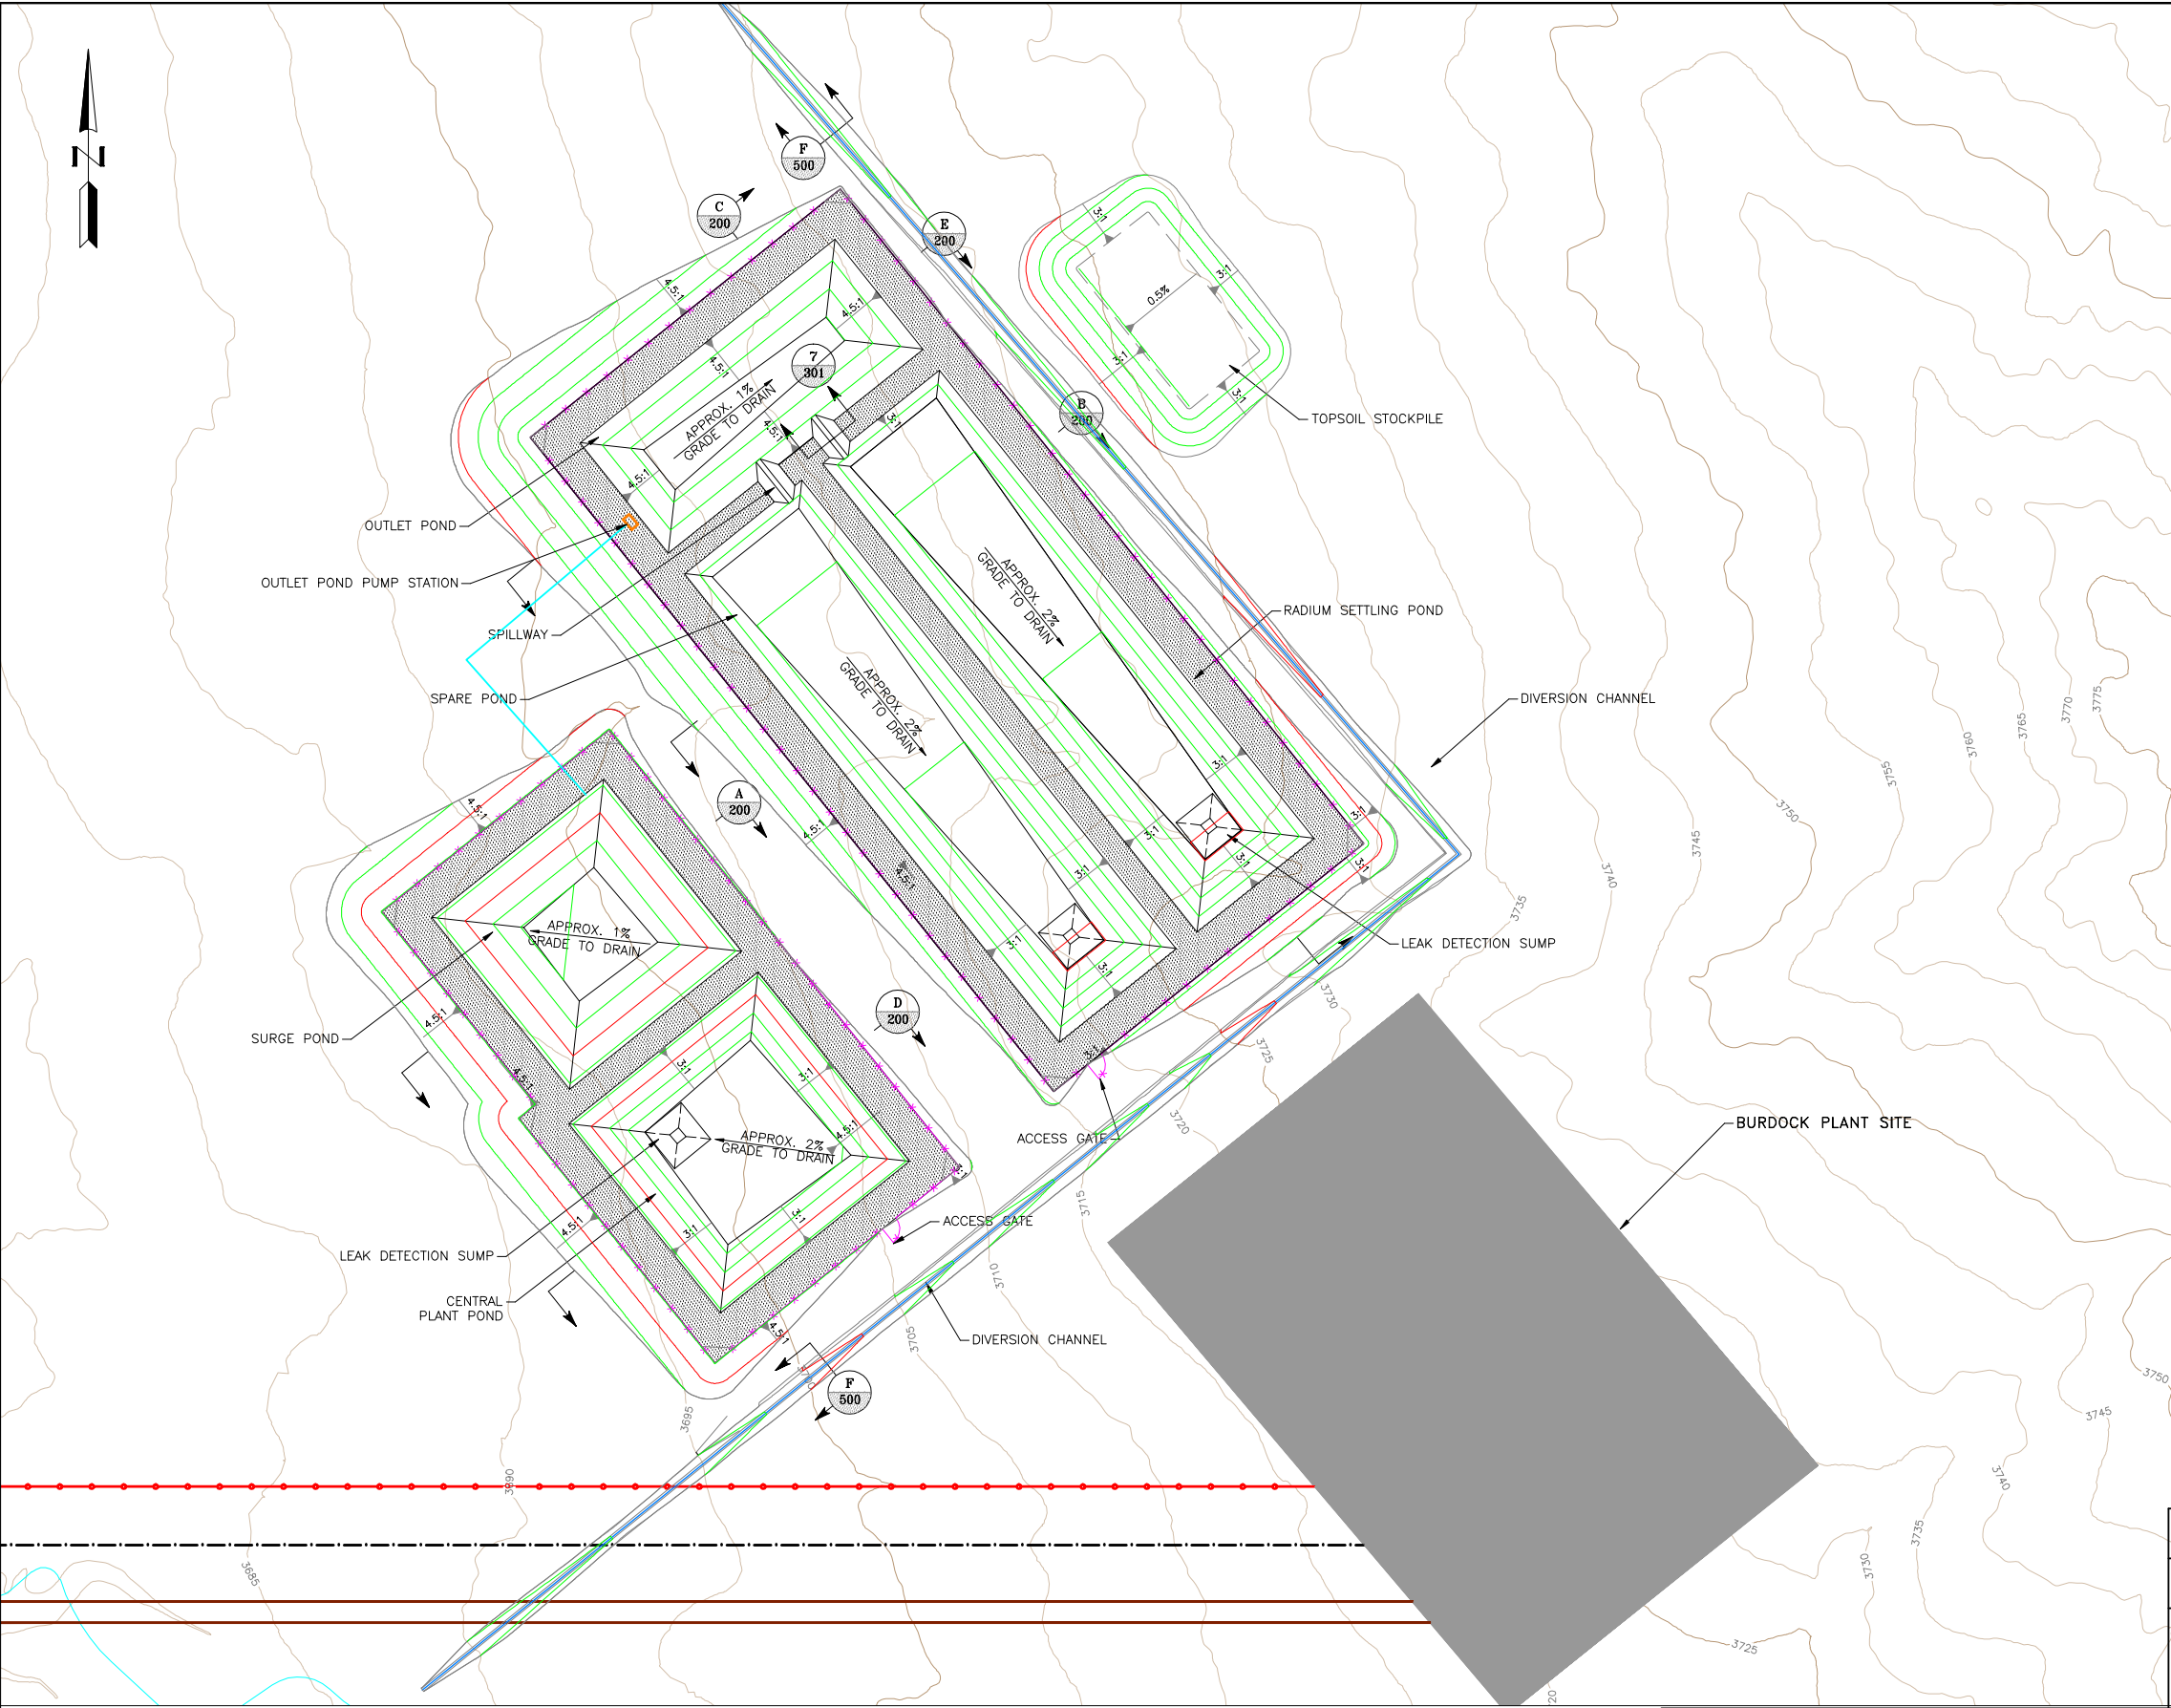 N
F
500
C
200
E
200
3:1
3:1
0.5%
3:1
3:1
4.5:1
4.5:1
4.5:1
7
301
APPROX. 1%
GRADE TO DRAIN
4.5:1
3:1
4.5:1
B
200
TOPSOIL STOCKPILE
OUTLET POND
OUTLET POND PUMP STATION
SPILLWAY
SPARE POND
APPROX. 2%
GRADE TO DRAIN
APPROX. 2%
GRADE TO DRAIN
RADIUM SETTLING POND
DIVERSION CHANNEL
3775
3770
3765
3760
3755
3750
3745
3740
3735
3730
3725
3720
3715
3710
3705
3695
3690
3685
3:1
3:1
3:1
3:1
3:1
3:1
3:1
3:1
3:1
4.5:1
4.5:1
A
200
4.5:1
APPROX. 1%
GRADE TO DRAIN
LEAK DETECTION SUMP
SURGE POND
4.5:1
4.5:1
D
200
3:1
3:1
4.5:1
APPROX. 2%
GRADE TO DRAIN
3:1
3:1
3:1
4.5:1
4.5:1
ACCESS GATE
ACCESS GATE
BURDOCK PLANT SITE
LEAK DETECTION SUMP
CENTRAL
PLANT POND
DIVERSION CHANNEL
F
500
3750
3745
3740
3735
3730
3725
20